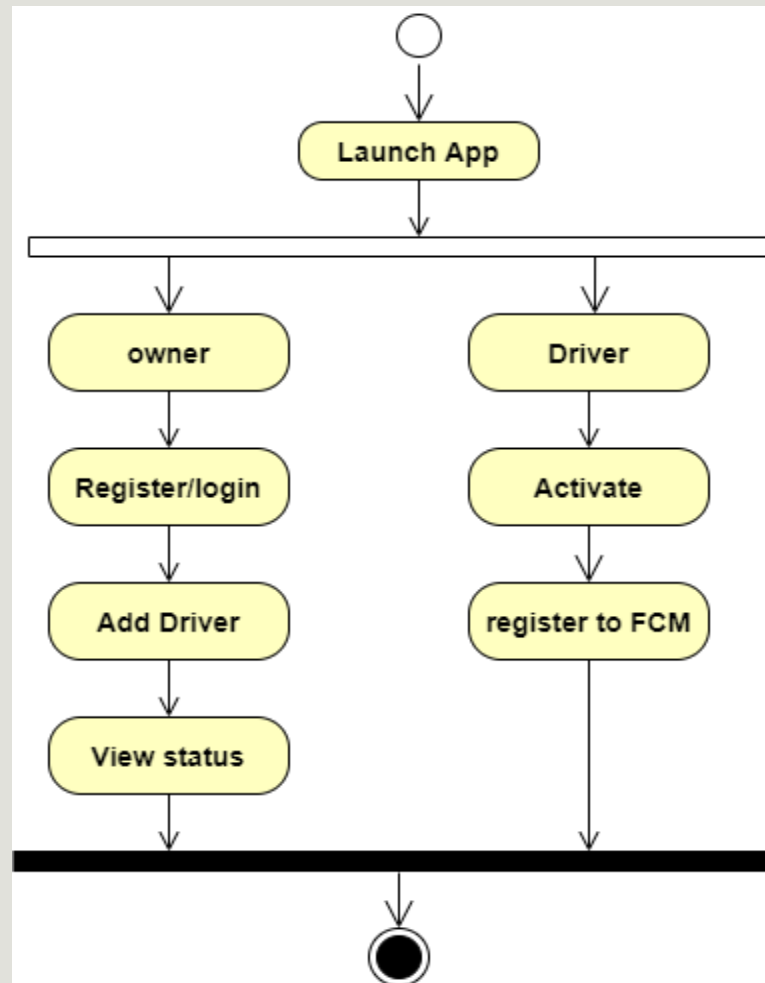 Launch App
owner
Driver
Register/login
Activate
Add Driver
register to FCM
View status